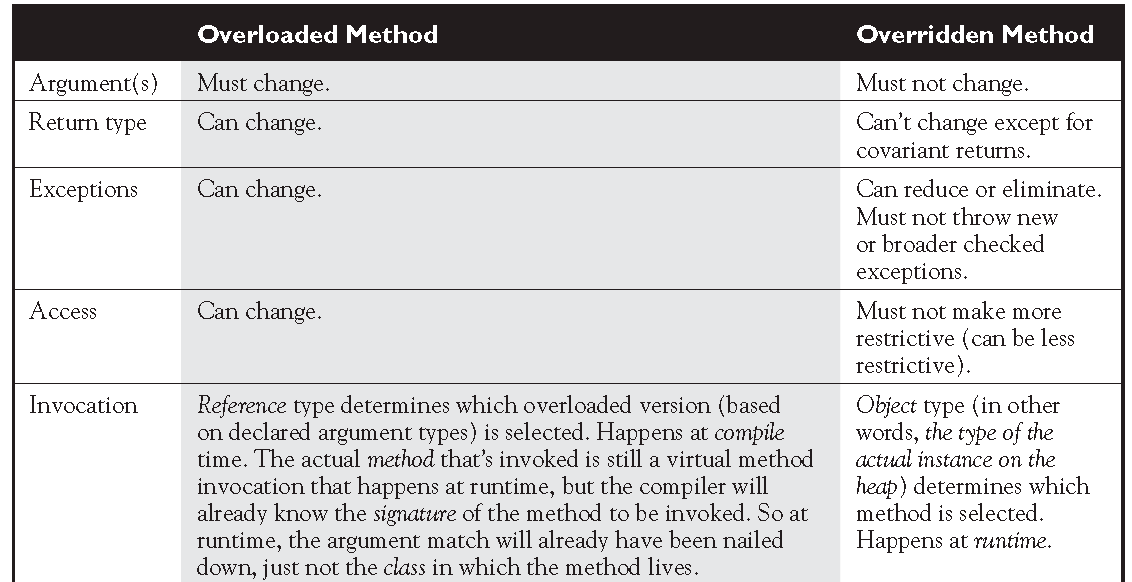 Overloaded Method Overridden Method
Argument(s) Must change. Must not change.
Return type Can change. Can't change except for
covariant returns.
Exceptions Can change. Can reduce or eliminate.
Must not throw new
or broader checked
exceptions.
Access Can change. Must not make more
restrictive (can be less
restrictive).
Invocation Reference type determines which overloaded version (based
on declared argument types) is selected. Happens at compile
time. The actual method that's invoked is still a virtual method
invocation that happens at runtime, but the compiler will
already know the signature of the method to be invoked. So at
runtime, the argument match will already have been nailed
down, just not the class in which the method lives.
Object type (in other
words, the type of the
actual instance on the
heap) determines which
method is selected.
Happens at runtime.